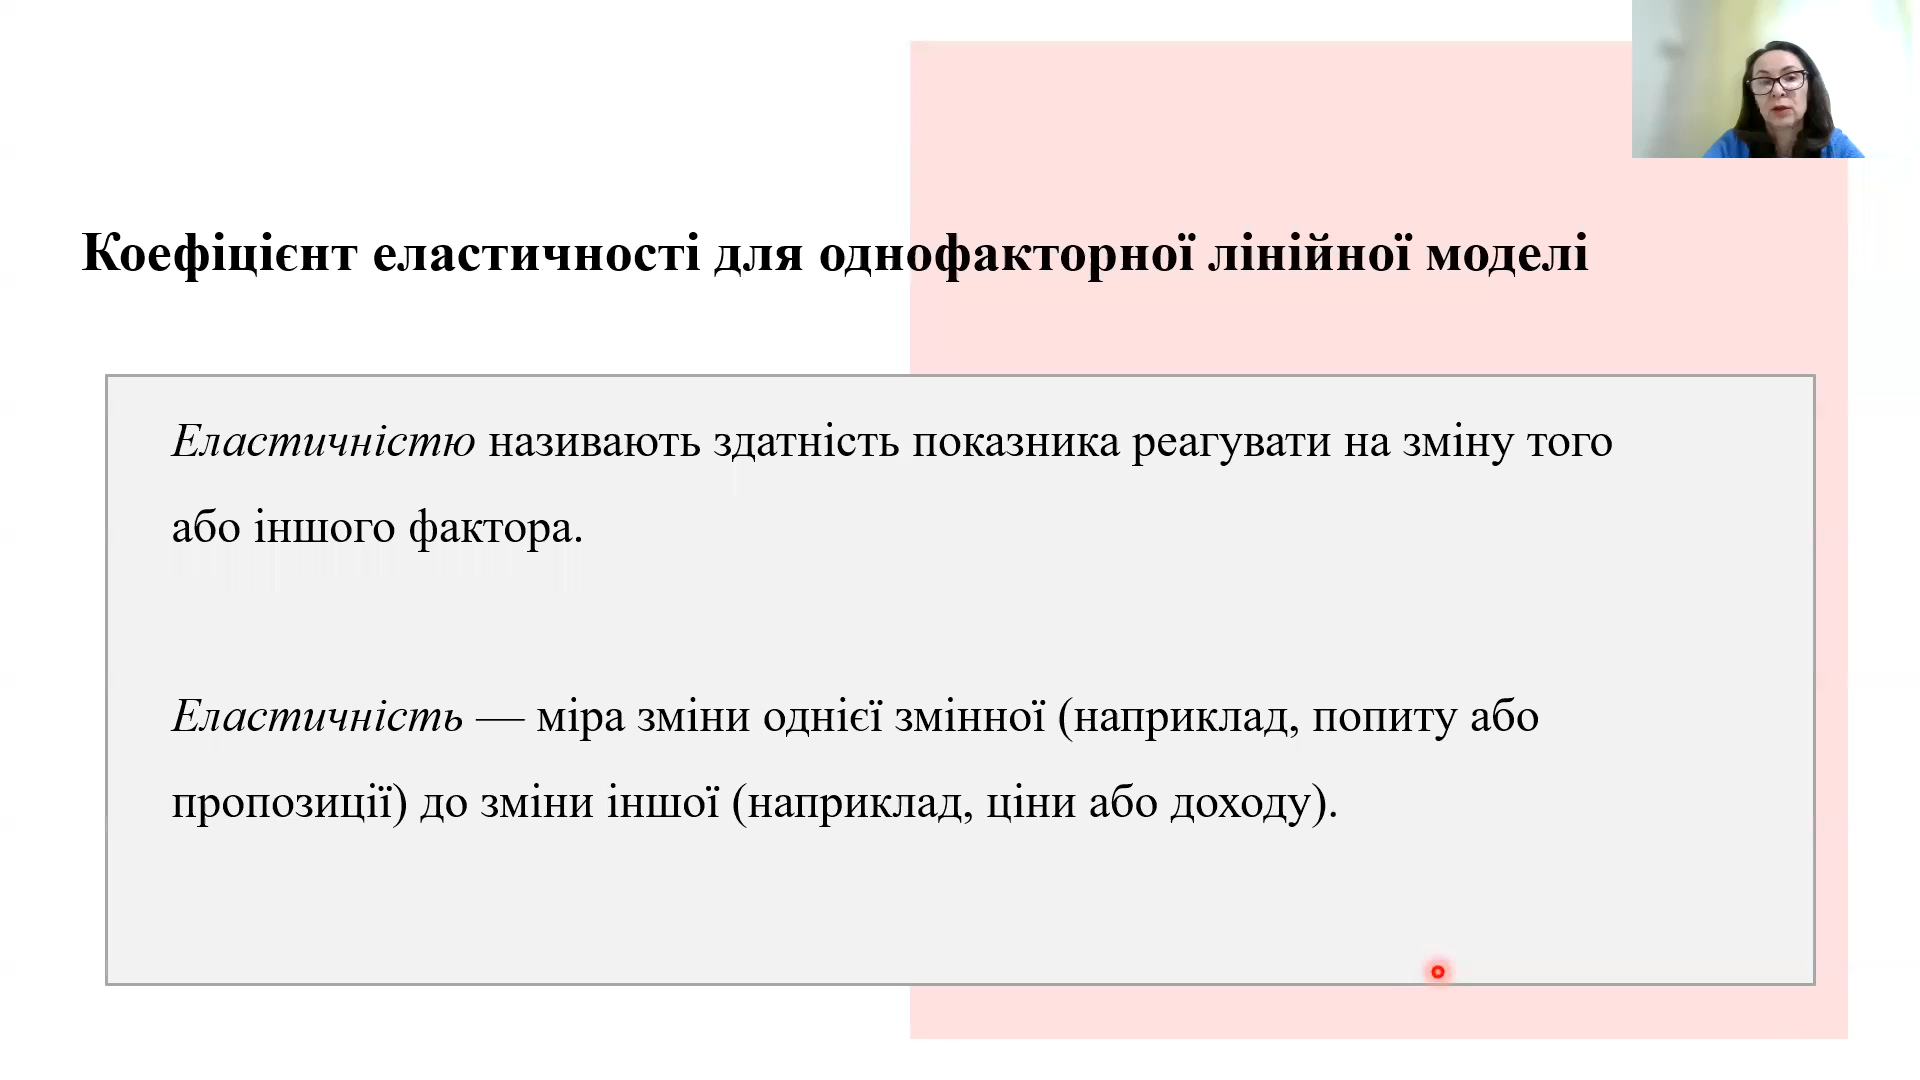 Коефіцієнт еластичності для однофакторної лінійної моделі
Еластичністю називають здатність показника реагувати на зміну того
або іншого фактора.
Еластичність — міра зміни однієї змінної (наприклад, попиту або
пропозиції) до зміни іншої (наприклад, ціни або доходу).